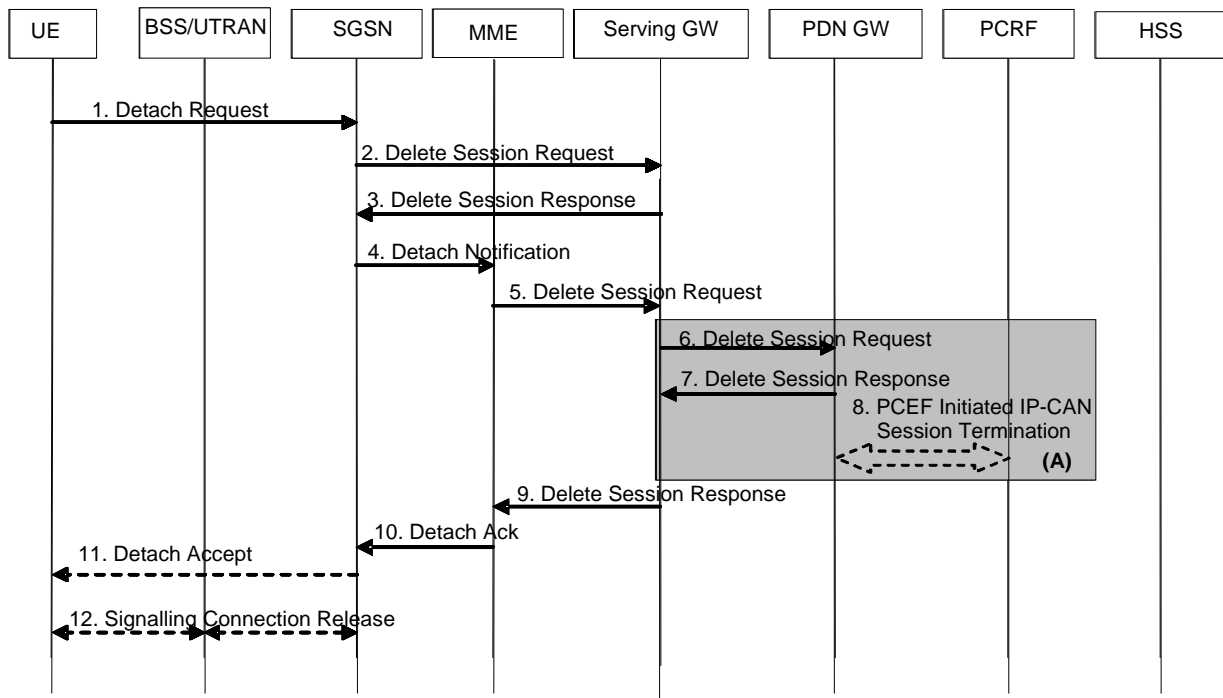 UE
BSS/UTRAN
SGSN
MME
Serving GW
PDN GW
PCRF
HSS
1. Detach Request
2. Delete Session Request
3. Delete Session Response
4. Detach Notification
5. Delete Session Request
6. Delete Session Request
7. Delete Session Response
8. PCEF Initiated IP-CAN
Session Termination
(A)
9. Delete Session Response
10. Detach Ack
11. Detach Accept
12. Signalling Connection Release